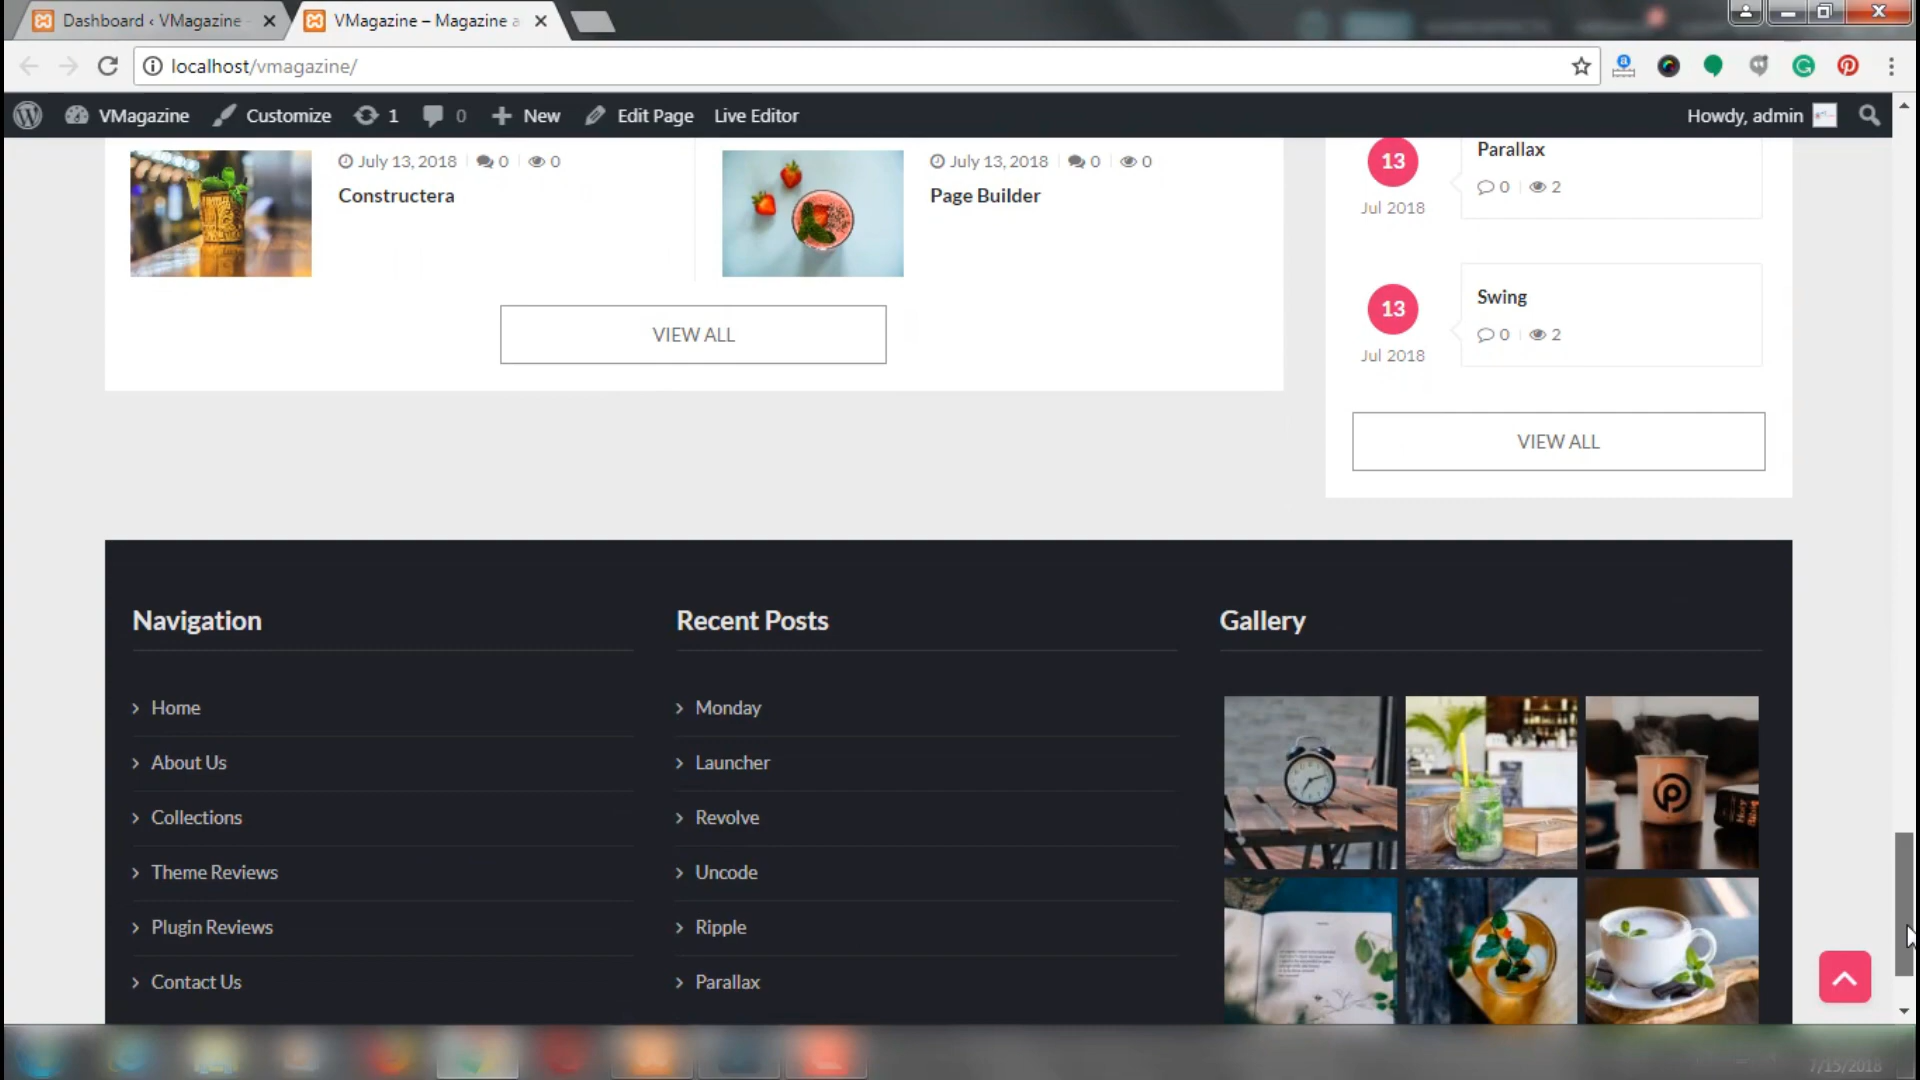 Dashboard ‹ VMagazine
VMagazine – Magazine a
localhost/vmagazine/
VMagazine
Customize
1
0
New
Edit Page
Live Editor
Howdy, admin
July 13, 2018
0
0
Constructera
July 13, 2018
0
0
Page Builder
VIEW ALL
13
Jul 2018
Parallax
0
2
13
Jul 2018
Swing
0
2
VIEW ALL
Navigation
Home
About Us
Collections
Theme Reviews
Plugin Reviews
Contact Us
Recent Posts
Monday
Launcher
Revolve
Uncode
Ripple
Parallax
Gallery
7/15/2018